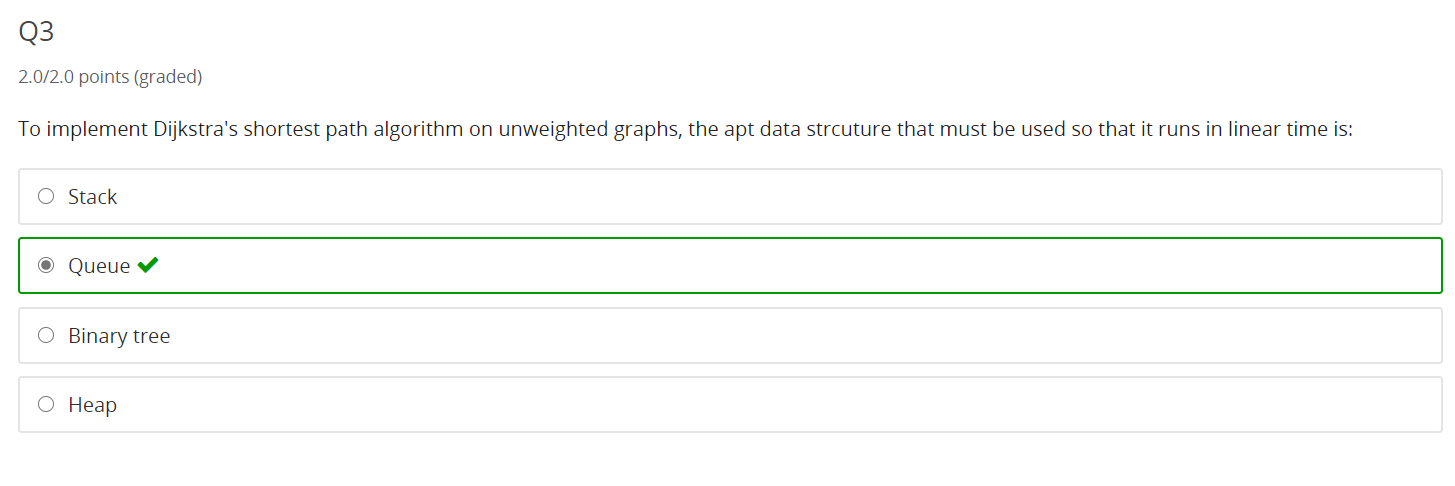 Q3
2.0/2.0 points (graded)
To implement Dijkstra's shortest path algorithm on unweighted graphs, the apt data strcuture that must be used so that it runs in linear time is:
Stack
Queue
Binary tree
Heap